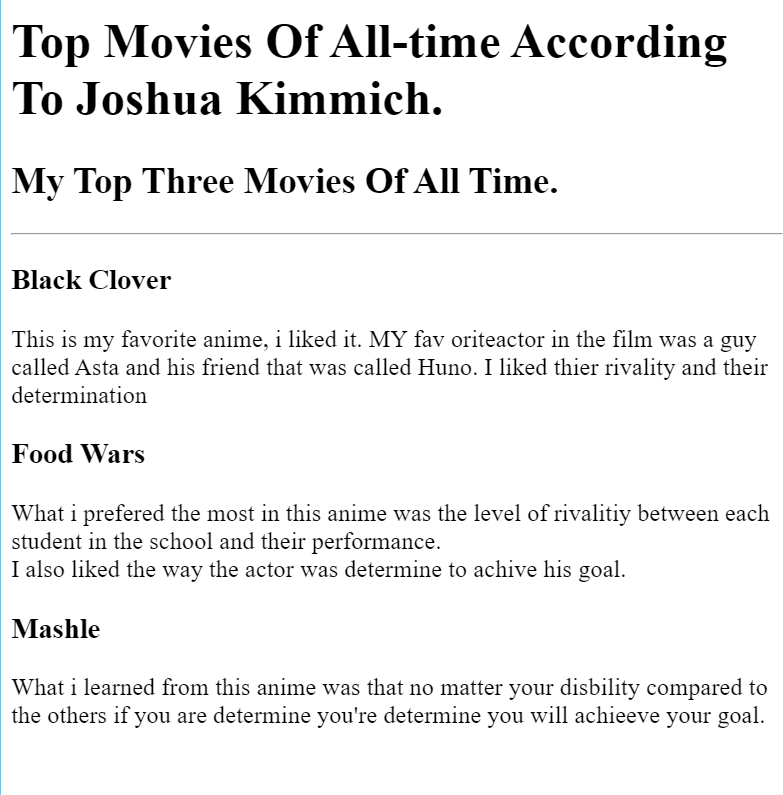 Top Movies Of All-time According
To Joshua Kimmich.
My Top Three Movies Of All Time.
Black Clover
This is my favorite anime, i liked it. MY fav oriteactor in the film was a guy
called Asta and his friend that was called Huno. I liked thier rivality and their
determination
Food Wars
What i prefered the most in this anime was the level of rivalitiy between each
student in the school and their performance.
I also liked the way the actor was determine to achive his goal.
Mashle
What i learned from this anime was that no matter your disbility compared to
the others if you are determine you're determine you will achieeve your goal.